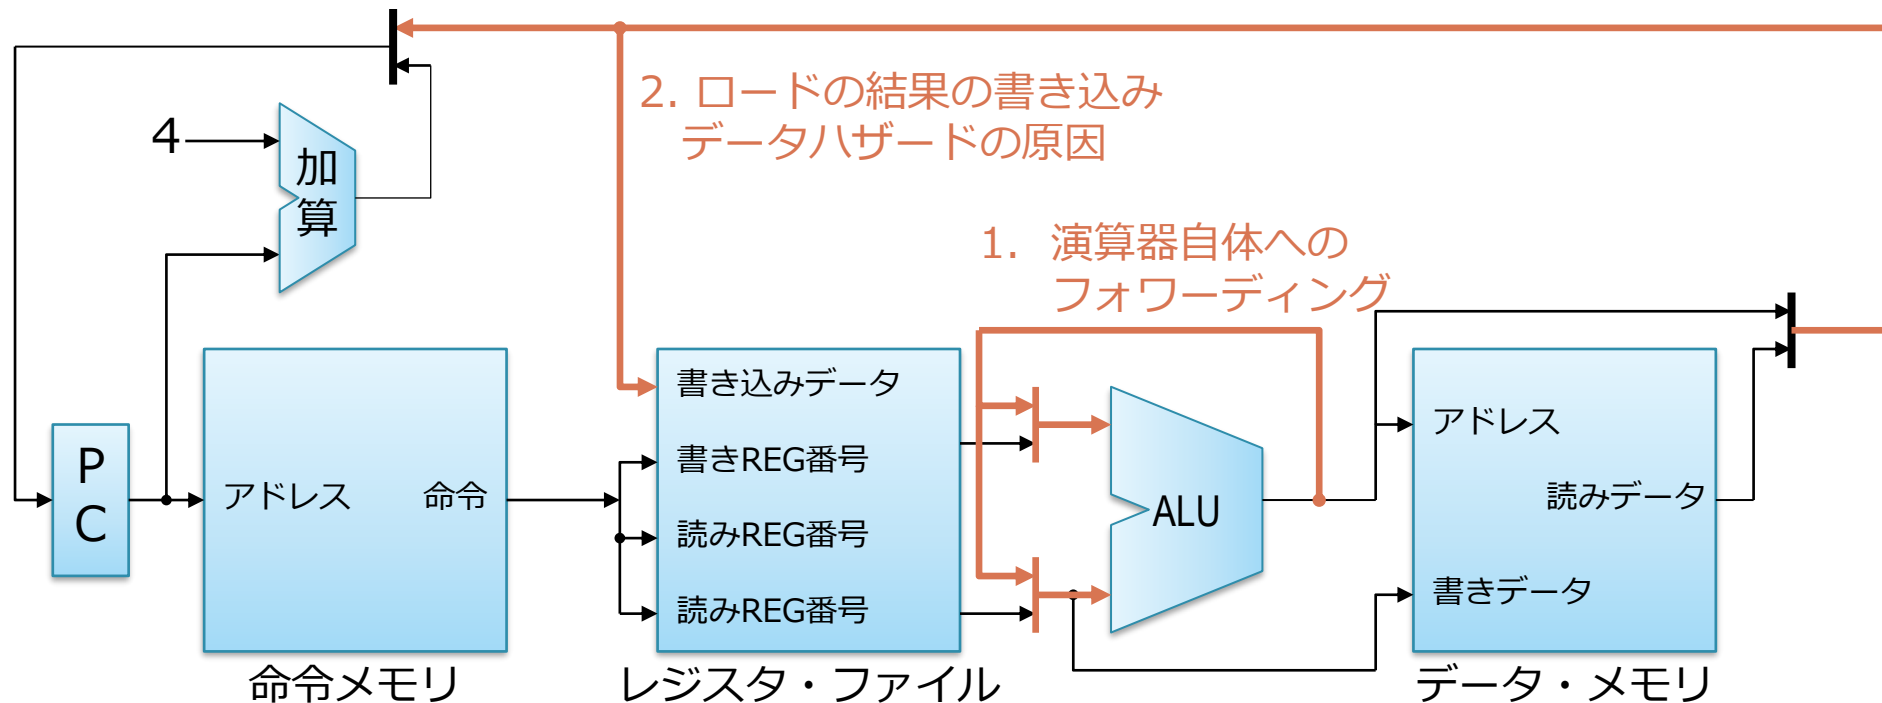 2. ロードの結果の書き込み
データハザードの原因
4
加
算
1. 演算器自体への
フォワーディング
P
C
アドレス
命令
命令メモリ
書き込みデータ
書きREG番号
読みREG番号
読みREG番号
レジスタ・ファイル
ALU
アドレス
読みデータ
書きデータ
データ・メモリ